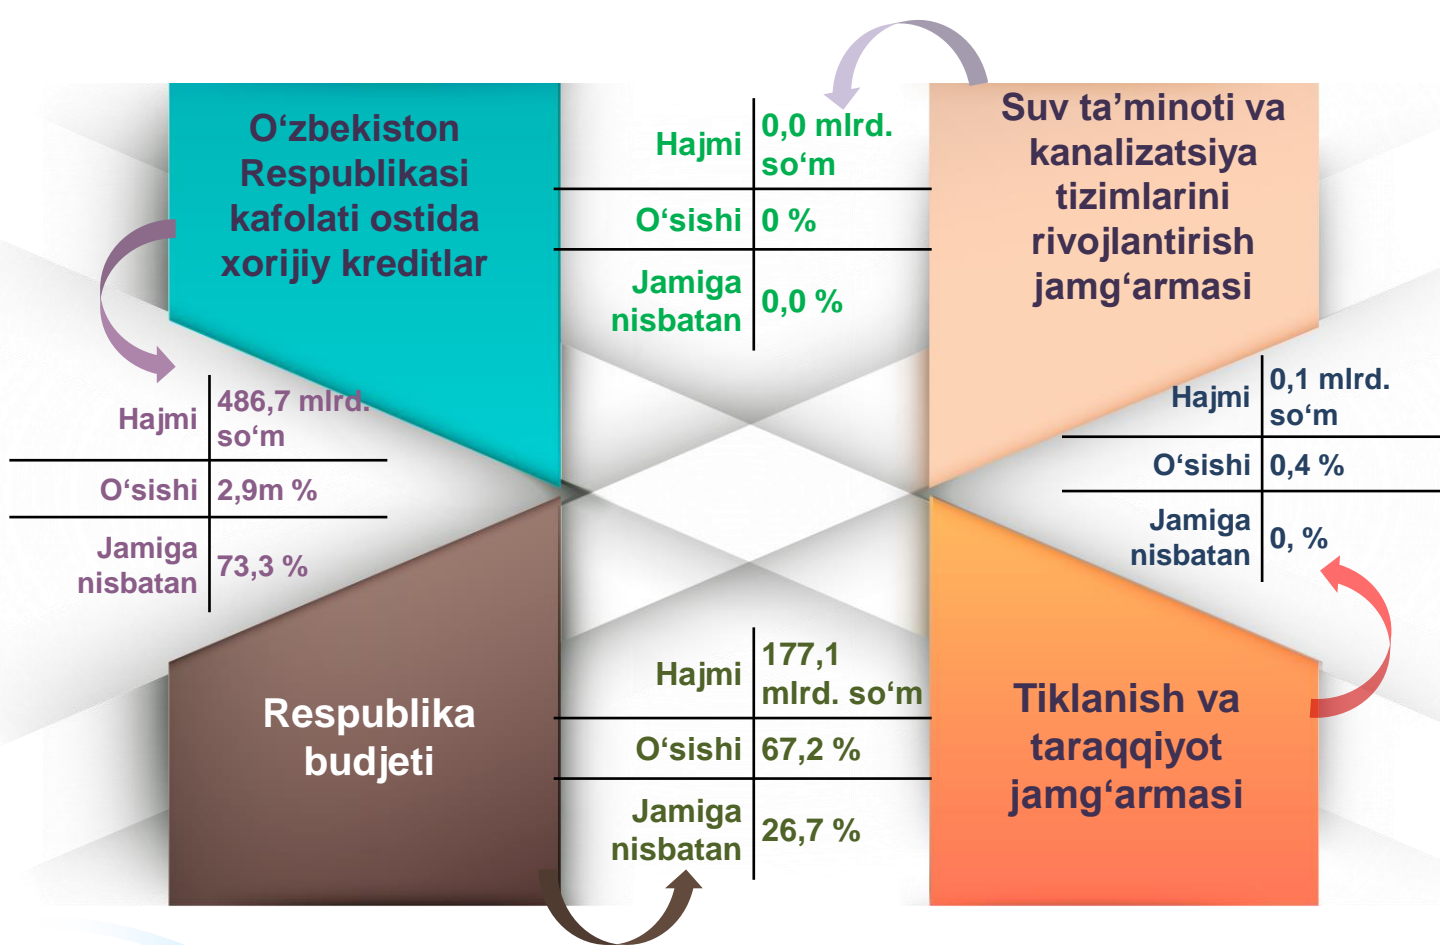 O‘zbekiston
Respublikasi
kafolati ostida
xorijiy kreditlar
Hajmi 0,0 mlrd.
so‘m
O‘sishi 0 %
Jamiga
nisbatan 0,0 %
Suv ta’minoti va
kanalizatsiya
tizimlarini
rivojlantirish
jamg‘armasi
Hajmi 486,7 mlrd.
so‘m
O‘sishi 2,9m %
Jamiga
nisbatan 73,3 %
Hajmi 0,1 mlrd.
so‘m
O‘sishi 0,4 %
Jamiga
nisbatan 0, %
Respublika
budjeti
Hajmi 177,1
mlrd. so‘m
O‘sishi 67,2 %
Jamiga
nisbatan 26,7 %
Tiklanish va
taraqqiyot
jamg‘armasi